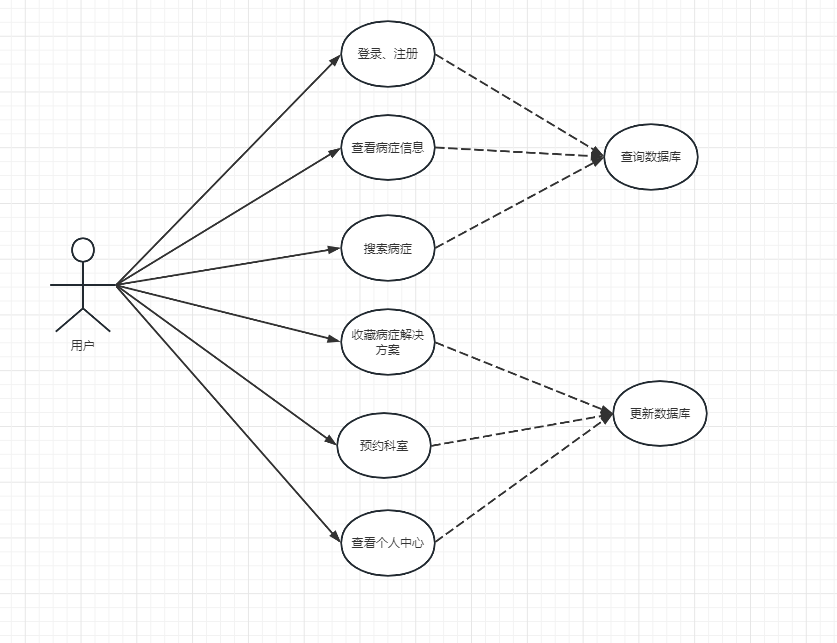 登录、注册
查看病症信息
查询数据库
搜索病症
用户
收藏病症解决
方案
更新数据库
预约科室
查看个人中心